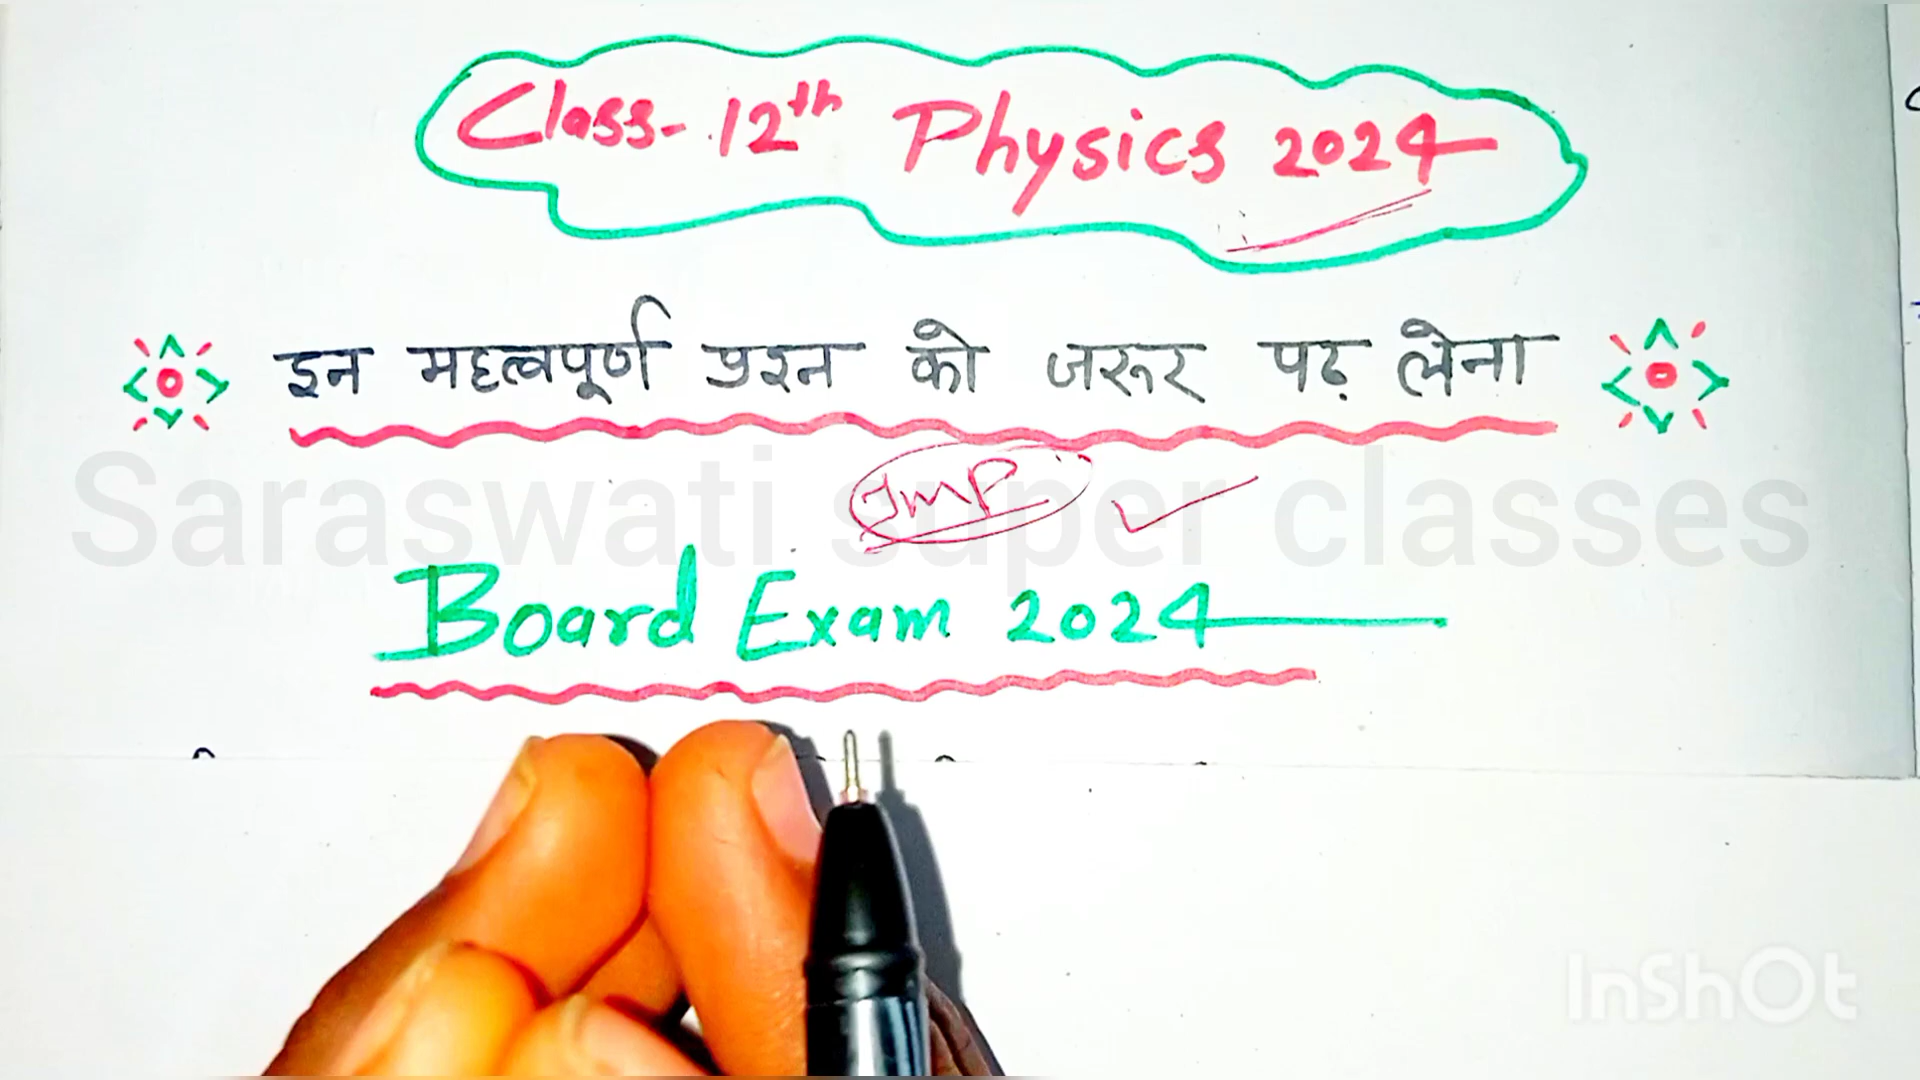 Class- 12th Physics 2024
इन महत्वपूर्ण प्रश्न को जरूर पढ़ लेना
Imp
Saraswati super classes
Board Exam 2024
InShOt